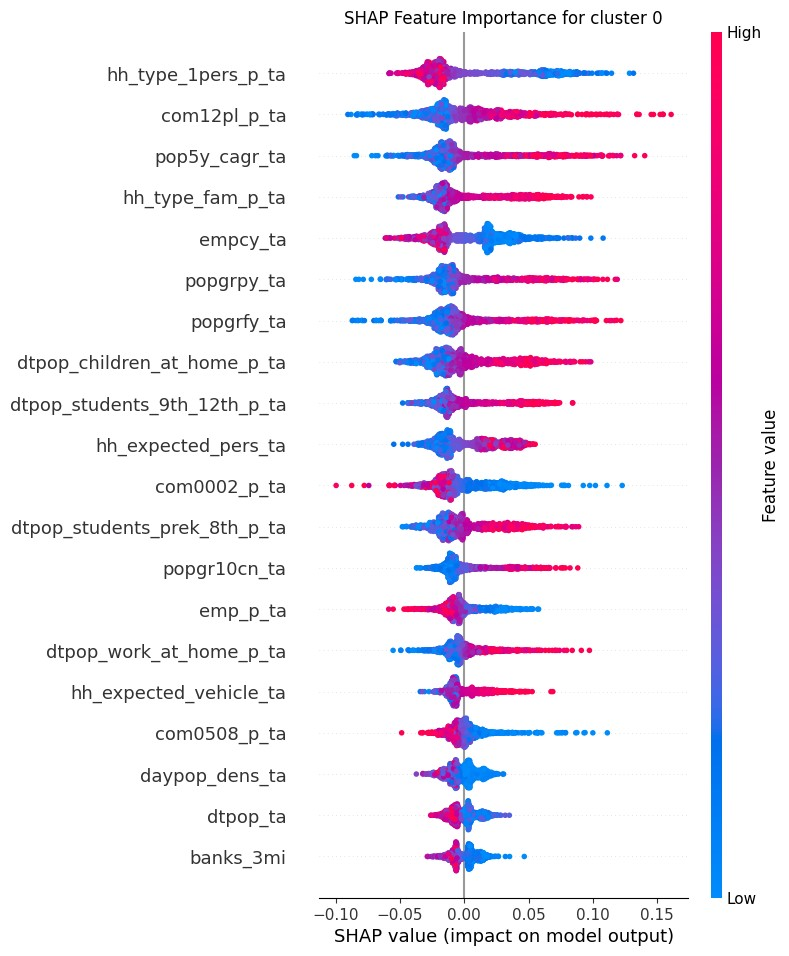 SHAP Feature Importance for cluster 0
High
hh_type_1pers_p_ta
com12pl_p_ta
pop5y_cagr_ta
hh_type_fam_p_ta
empcy_ta
popgrpy_ta
popgrfy_ta
dtpop_children_at_home_p_ta
dtpop_students_9th_12th_p_ta
hh_expected_pers_ta
com0002_p_ta
dtpop_students_prek_8th_p_ta
popgr10cn_ta
emp_p_ta
dtpop_work_at_home_p_ta
hh_expected_vehicle_ta
com0508_p_ta
daypop_dens_ta
dtpop_ta
banks_3mi
Feature value
Low
−0.10 −0.05 0.00 0.05 0.10 0.15
SHAP value (impact on model output)